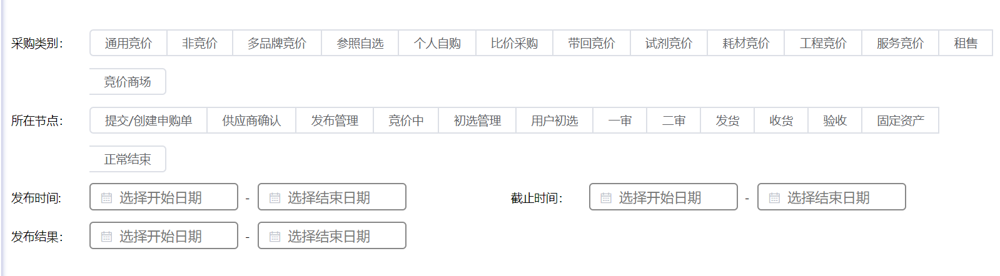 采购类别： 通用竞价 非竞价 多品牌竞价 参照自选 个人自购 比价采购 带回竞价 试剂竞价 耗材竞价 工程竞价 服务竞价 租售
竞价商场
所在节点： 提交/创建申购单 供应商确认 发布管理 竞价中 初选管理 用户初选 一审 二审 发货 收货 验收 固定资产
正常结束
发布时间: 选择开始日期 - 选择结束日期 截止时间： 选择开始日期 - 选择结束日期
发布结果： 选择开始日期 - 选择结束日期